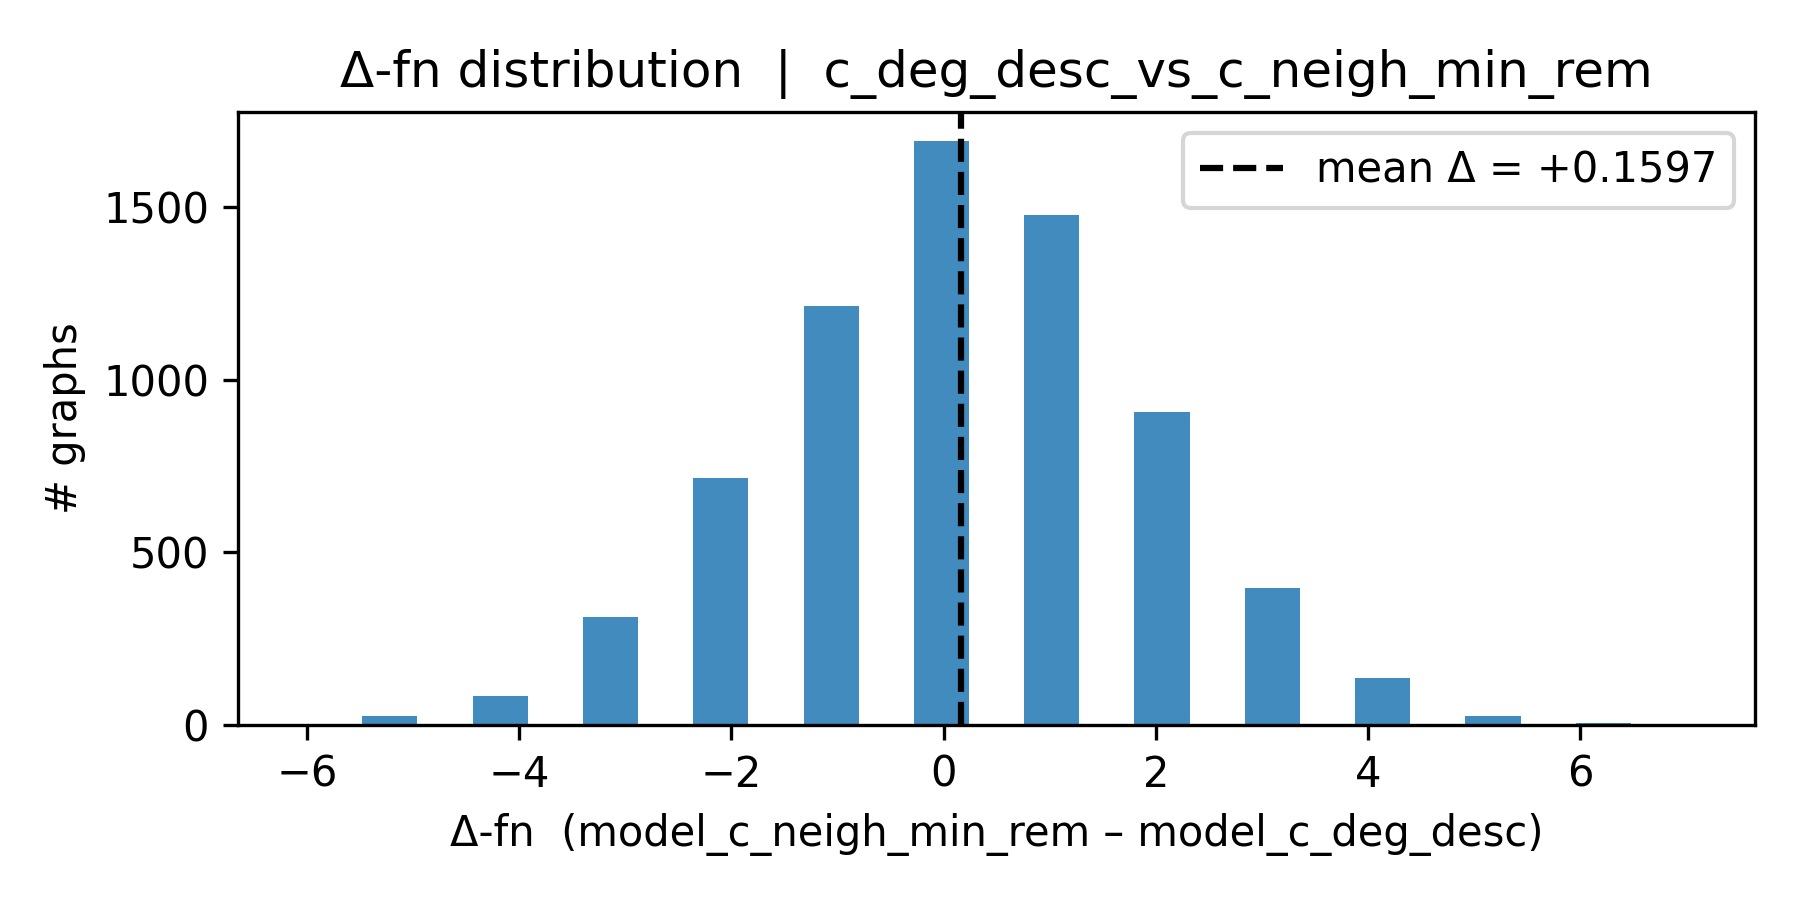 Δ-fn distribution | c_deg_desc_vs_c_neigh_min_rem
mean Δ = +0.1597
# graphs
1500
1000
500
0
−6
−4
−2
0
2
4
6
Δ-fn (model_c_neigh_min_rem – model_c_deg_desc)